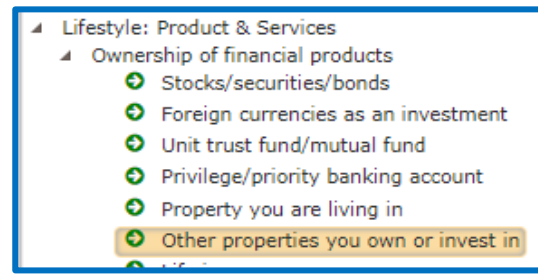 Lifestyle: Product & Services
Ownership of financial products
Stocks/securities/bonds
Foreign currencies as an investment
Unit trust fund/mutual fund
Privilege/priority banking account
Property you are living in
Other properties you own or invest in